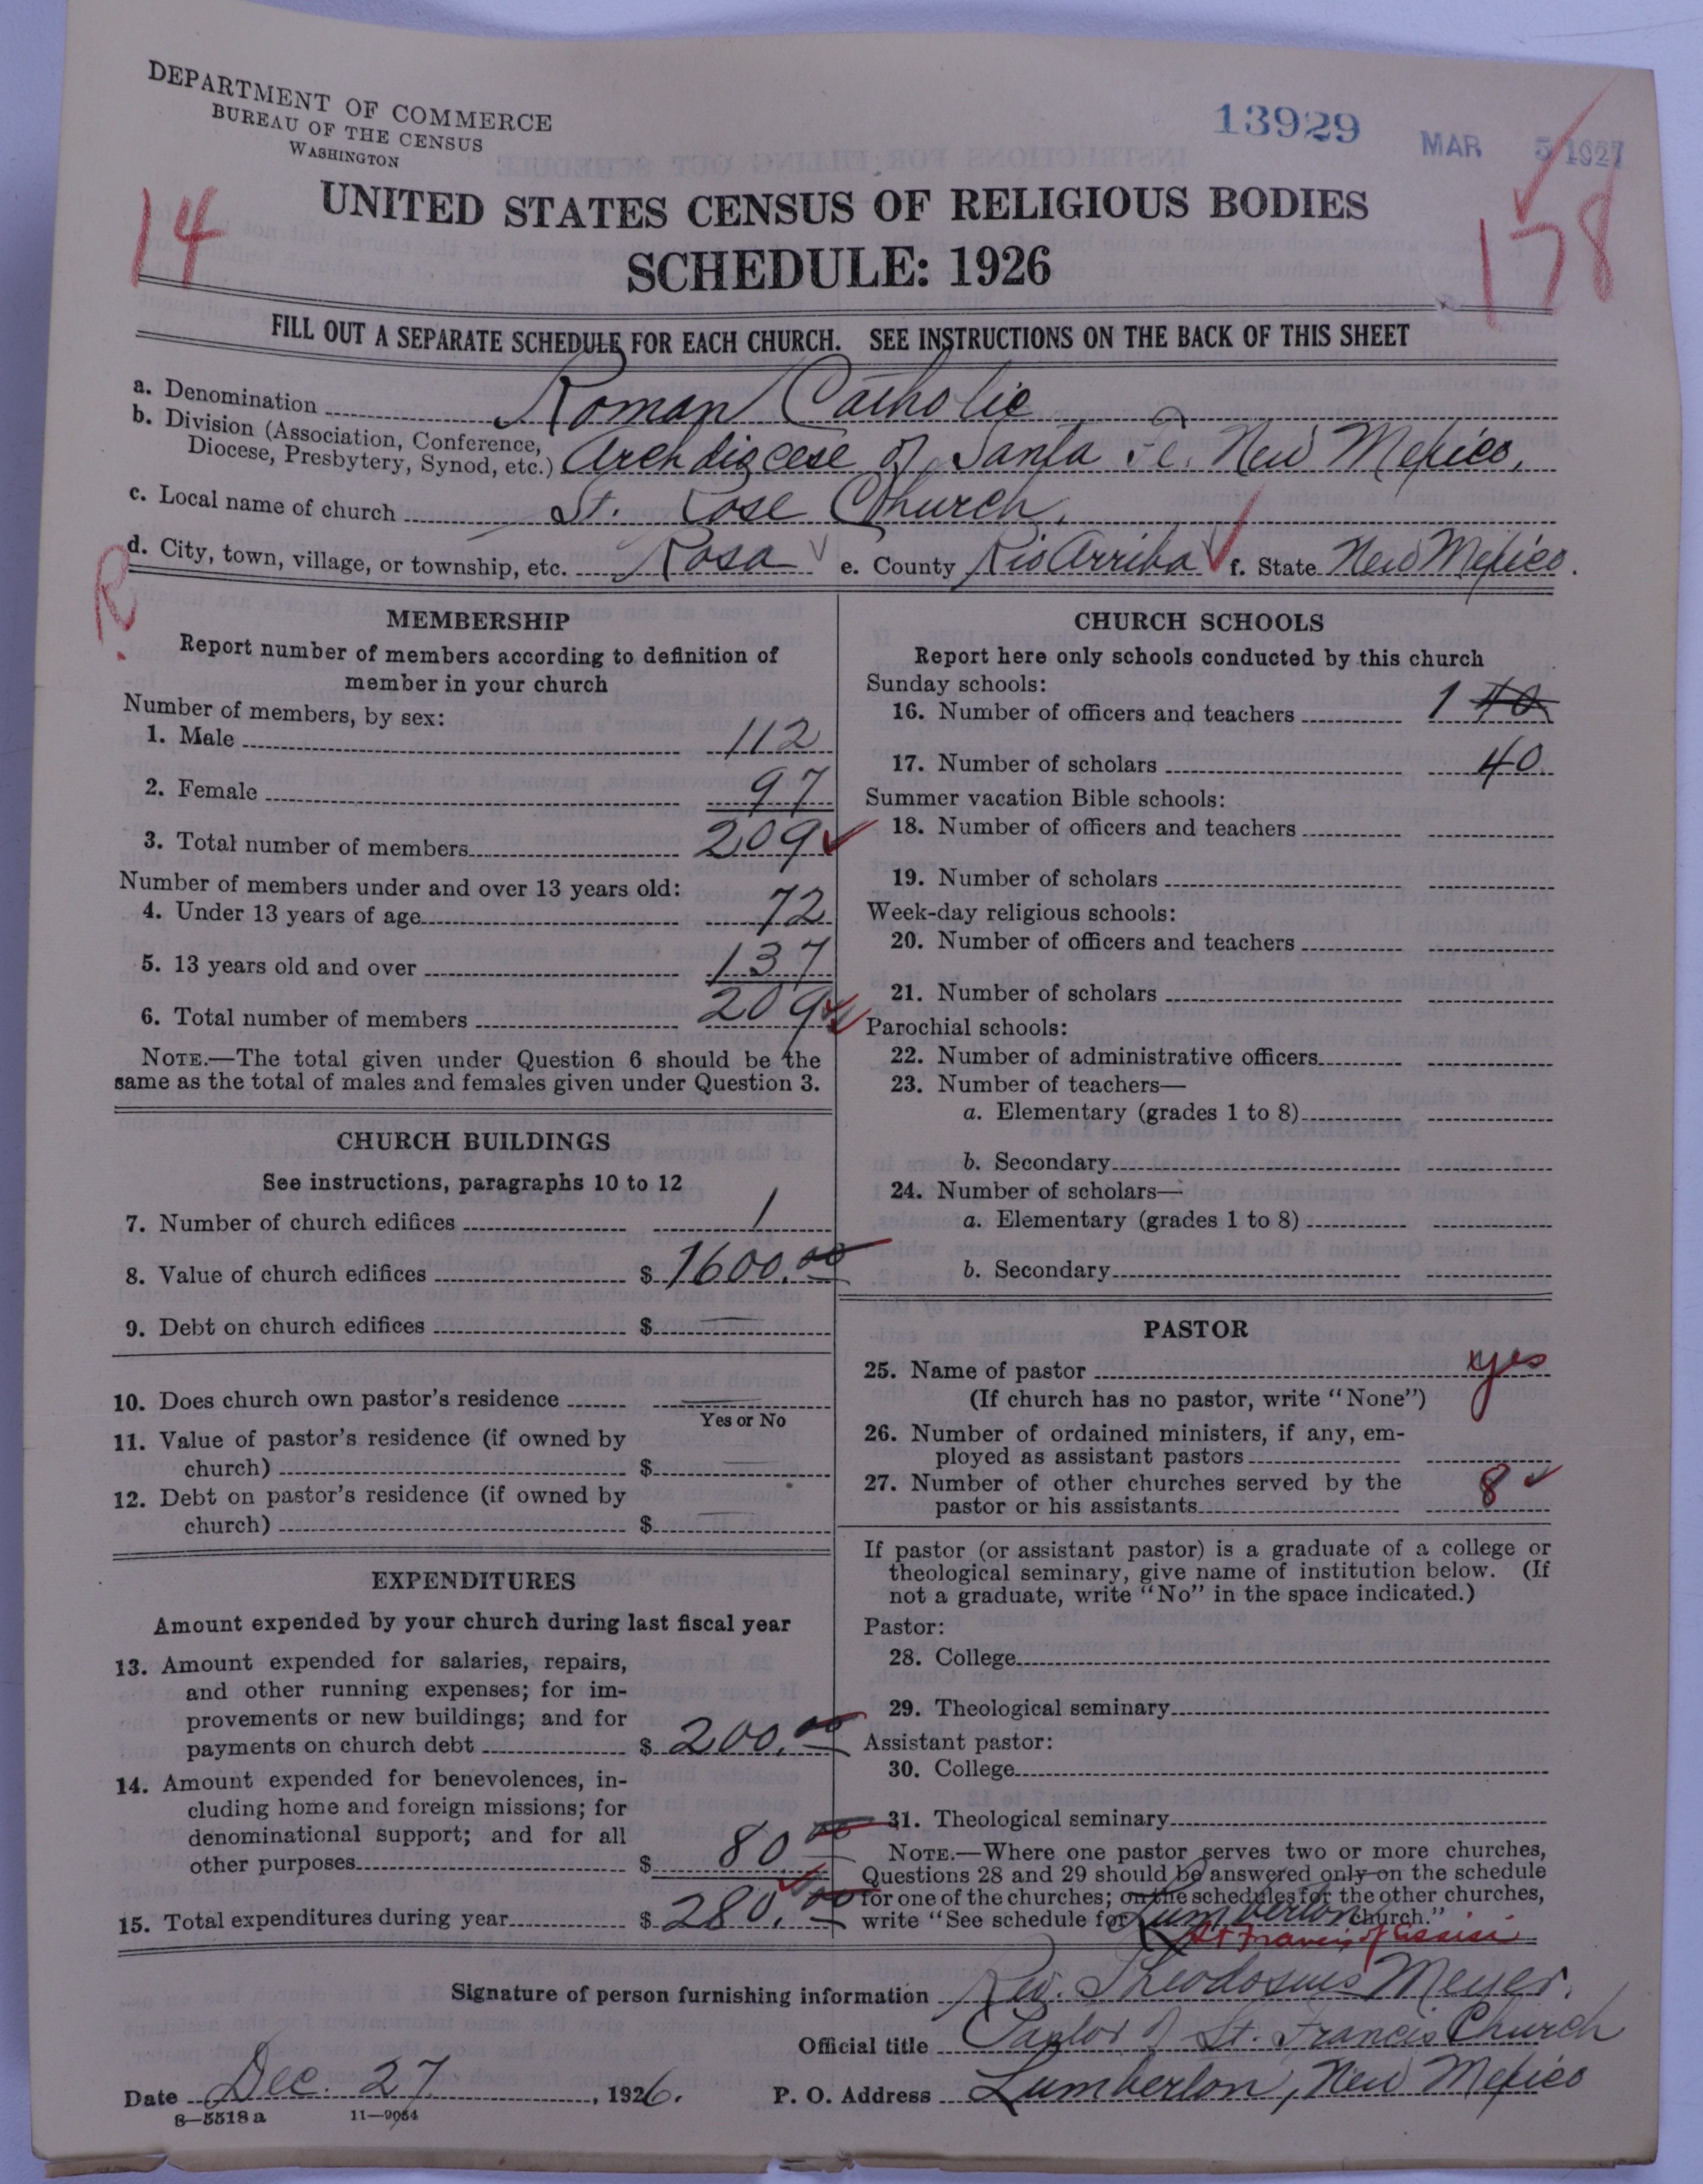 DEPARTMENT OF COMMERCE
BUREAU OF THE CENSUS
WASHINGTON
13929
MAR 5 1927
14
178
UNITED STATES CENSUS OF RELIGIOUS BODIES
SCHEDULE: 1926
FILL OUT A SEPARATE SCHEDULE FOR EACH CHURCH. SEE INSTRUCTIONS ON THE BACK OF THIS SHEET
a. Denomination Roman Catholic
b. Division (Association, Conference,
Diocese, Presbytery, Synod, etc.) Archdiocese of Santa Fe. New Mexico.
c. Local name of church St. Rose Church.
d. City, town, village, or township, etc. Rosa e. County Rio Arriba f. State New Mexico.
R.
MEMBERSHIP
Report number of members according to definition of
member in your church
Number of members, by sex:
1. Male 112
2. Female 97
3. Total number of members 209
Number of members under and over 13 years old:
4. Under 13 years of age 72
5. 13 years old and over 137
6. Total number of members 209
NOTE.—The total given under Question 6 should be the
same as the total of males and females given under Question 3.
CHURCH BUILDINGS
See instructions, paragraphs 10 to 12
7. Number of church edifices 1
8. Value of church edifices $ 1600.00
9. Debt on church edifices $ —
10. Does church own pastor's residence —
Yes or No
11. Value of pastor's residence (if owned by
church) $ —
12. Debt on pastor's residence (if owned by
church) $ —
EXPENDITURES
Amount expended by your church during last fiscal year
13. Amount expended for salaries, repairs,
and other running expenses; for im-
provements or new buildings; and for
payments on church debt $ 200.00
14. Amount expended for benevolences, in-
cluding home and foreign missions; for
denominational support; and for all
other purposes $ 80 00
15. Total expenditures during year $ 280.00
CHURCH SCHOOLS
Report here only schools conducted by this church
Sunday schools:
16. Number of officers and teachers 1 40
17. Number of scholars 40
Summer vacation Bible schools:
18. Number of officers and teachers
19. Number of scholars
Week-day religious schools:
20. Number of officers and teachers
21. Number of scholars
Parochial schools:
22. Number of administrative officers
23. Number of teachers—
a. Elementary (grades 1 to 8)
b. Secondary
24. Number of scholars—
a. Elementary (grades 1 to 8)
b. Secondary
PASTOR
25. Name of pastor yes
(If church has no pastor, write "None")
26. Number of ordained ministers, if any, em-
ployed as assistant pastors
27. Number of other churches served by the
pastor or his assistants 8
If pastor (or assistant pastor) is a graduate of a college or
theological seminary, give name of institution below. (If
not a graduate, write "No" in the space indicated.)
Pastor:
28. College
29. Theological seminary
Assistant pastor:
30. College
31. Theological seminary
NOTE.—Where one pastor serves two or more churches,
Questions 28 and 29 should be answered only on the schedule
for one of the churches; on the schedules for the other churches,
write "See schedule for Lumberton church."
St Francis of Assisi
Signature of person furnishing information Rev. Theodosius Meyer.
Official title Pastor of St. Francis Church
Date Dec. 27, 1926. P. O. Address Lumberton, New Mexico
8—5518a 11—9054